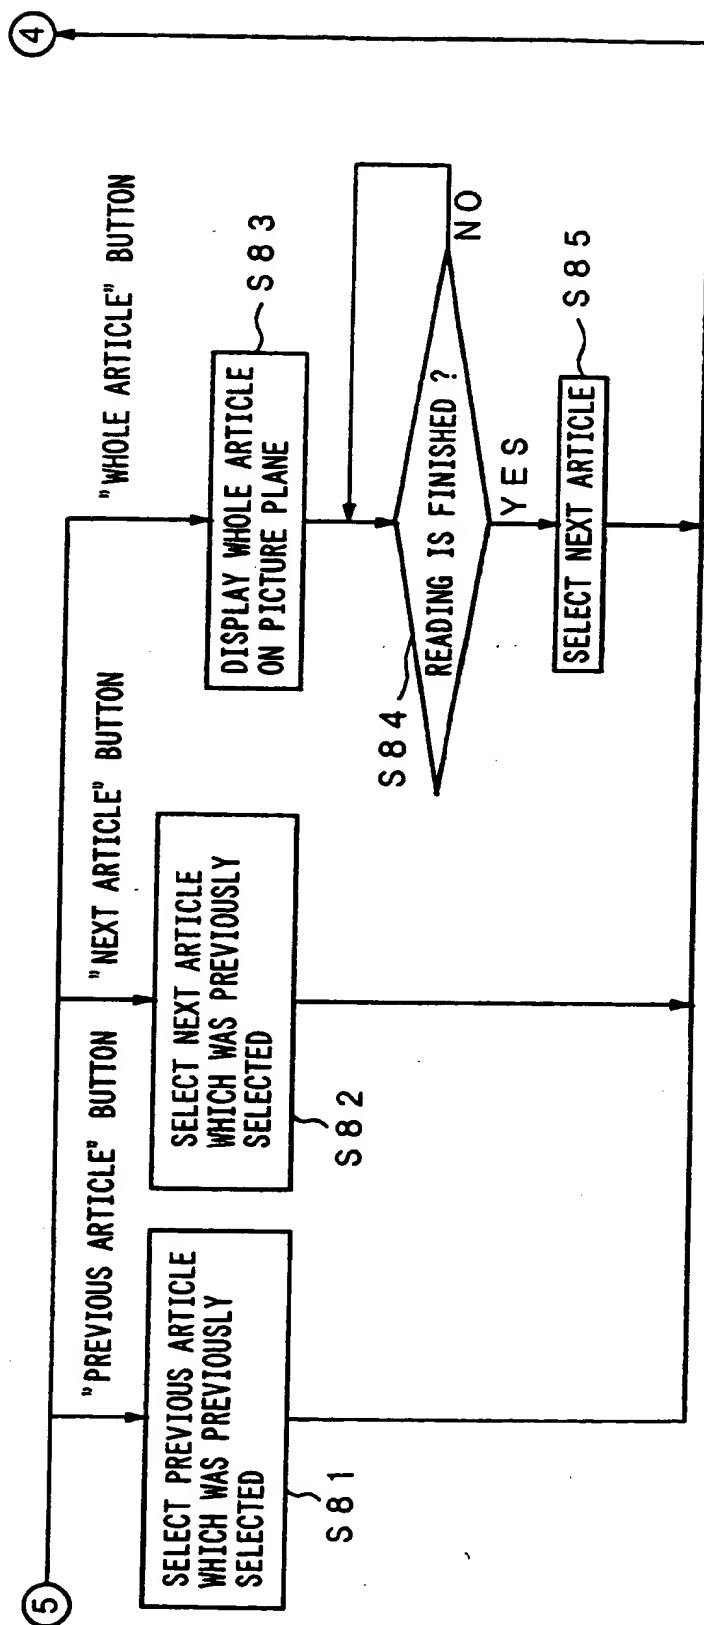 5
"PREVIOUS ARTICLE" BUTTON
SELECT PREVIOUS ARTICLE
WHICH WAS PREVIOUSLY
SELECTED
S81
"NEXT ARTICLE" BUTTON
SELECT NEXT ARTICLE
WHICH WAS PREVIOUSLY
SELECTED
S82
"WHOLE ARTICLE" BUTTON
DISPLAY WHOLE ARTICLE
ON PICTURE PLANE
S83
S84
READING IS FINISHED ?
NO
YES
SELECT NEXT ARTICLE
S85
4